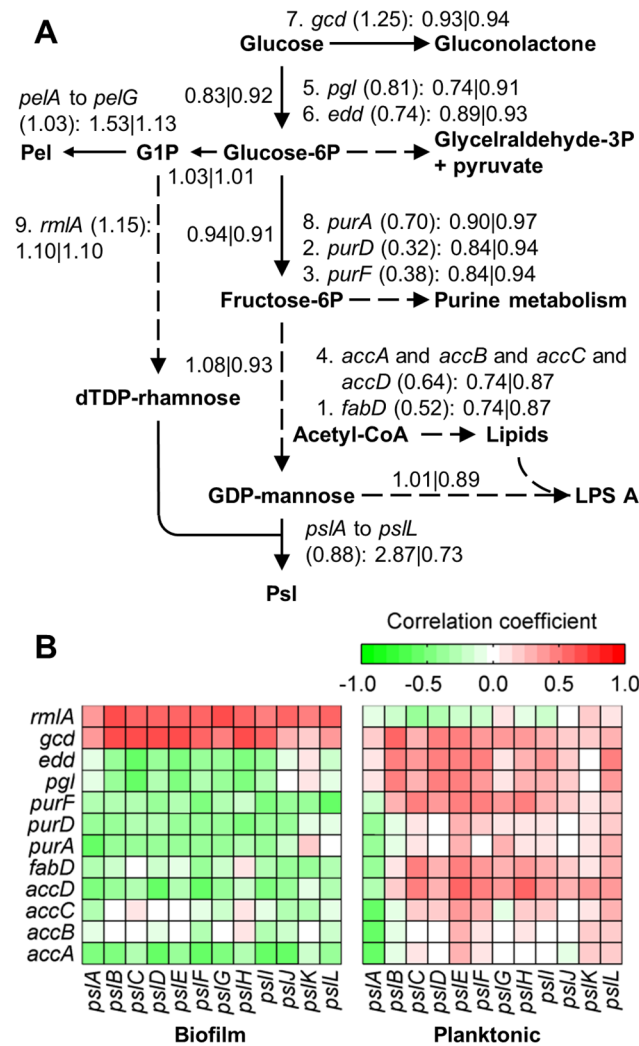 A
7. gcd (1.25): 0.93|0.94
Glucose
Gluconolactone
pelA to pelG
(1.03): 1.53|1.13
0.83|0.92
5. pgl (0.81): 0.74|0.91
6. edd (0.74): 0.89|0.93
Pel
G1P
Glucose-6P
Glycelraldehyde-3P
+ pyruvate
1.03|1.01
9. rmlA (1.15):
1.10|1.10
0.94|0.91
8. purA (0.70): 0.90|0.97
2. purD (0.32): 0.84|0.94
3. purF (0.38): 0.84|0.94
Fructose-6P
Purine metabolism
1.08|0.93
4. accA and accB and accC and
accD (0.64): 0.74|0.87
1. fabD (0.52): 0.74|0.87
dTDP-rhamnose
Acetyl-CoA
Lipids
GDP-mannose
1.01|0.89
LPS A
pslA to pslL
(0.88): 2.87|0.73
Psl
B
Correlation coefficient
-1.0 -0.5 0.0 0.5 1.0
rmlA
gcd
edd
pgl
purF
purD
purA
fabD
accD
accC
accB
accA
pslA pslB pslC pslD pslE pslF pslG pslH pslI pslJ pslK pslL
pslA pslB pslC pslD pslE pslF pslG pslH pslI pslJ pslK pslL
Biofilm
Planktonic